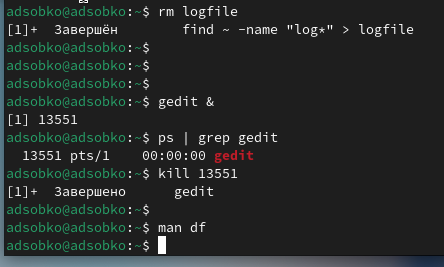 adsobko@adsobko:~$ rm logfile
[1]+  Завершён        find ~ -name "log*" > logfile
adsobko@adsobko:~$
adsobko@adsobko:~$
adsobko@adsobko:~$
adsobko@adsobko:~$ gedit &
[1] 13551
adsobko@adsobko:~$ ps | grep gedit
  13551 pts/1    00:00:00 gedit
adsobko@adsobko:~$ kill 13551
[1]+  Завершено      gedit
adsobko@adsobko:~$
adsobko@adsobko:~$ man df
adsobko@adsobko:~$